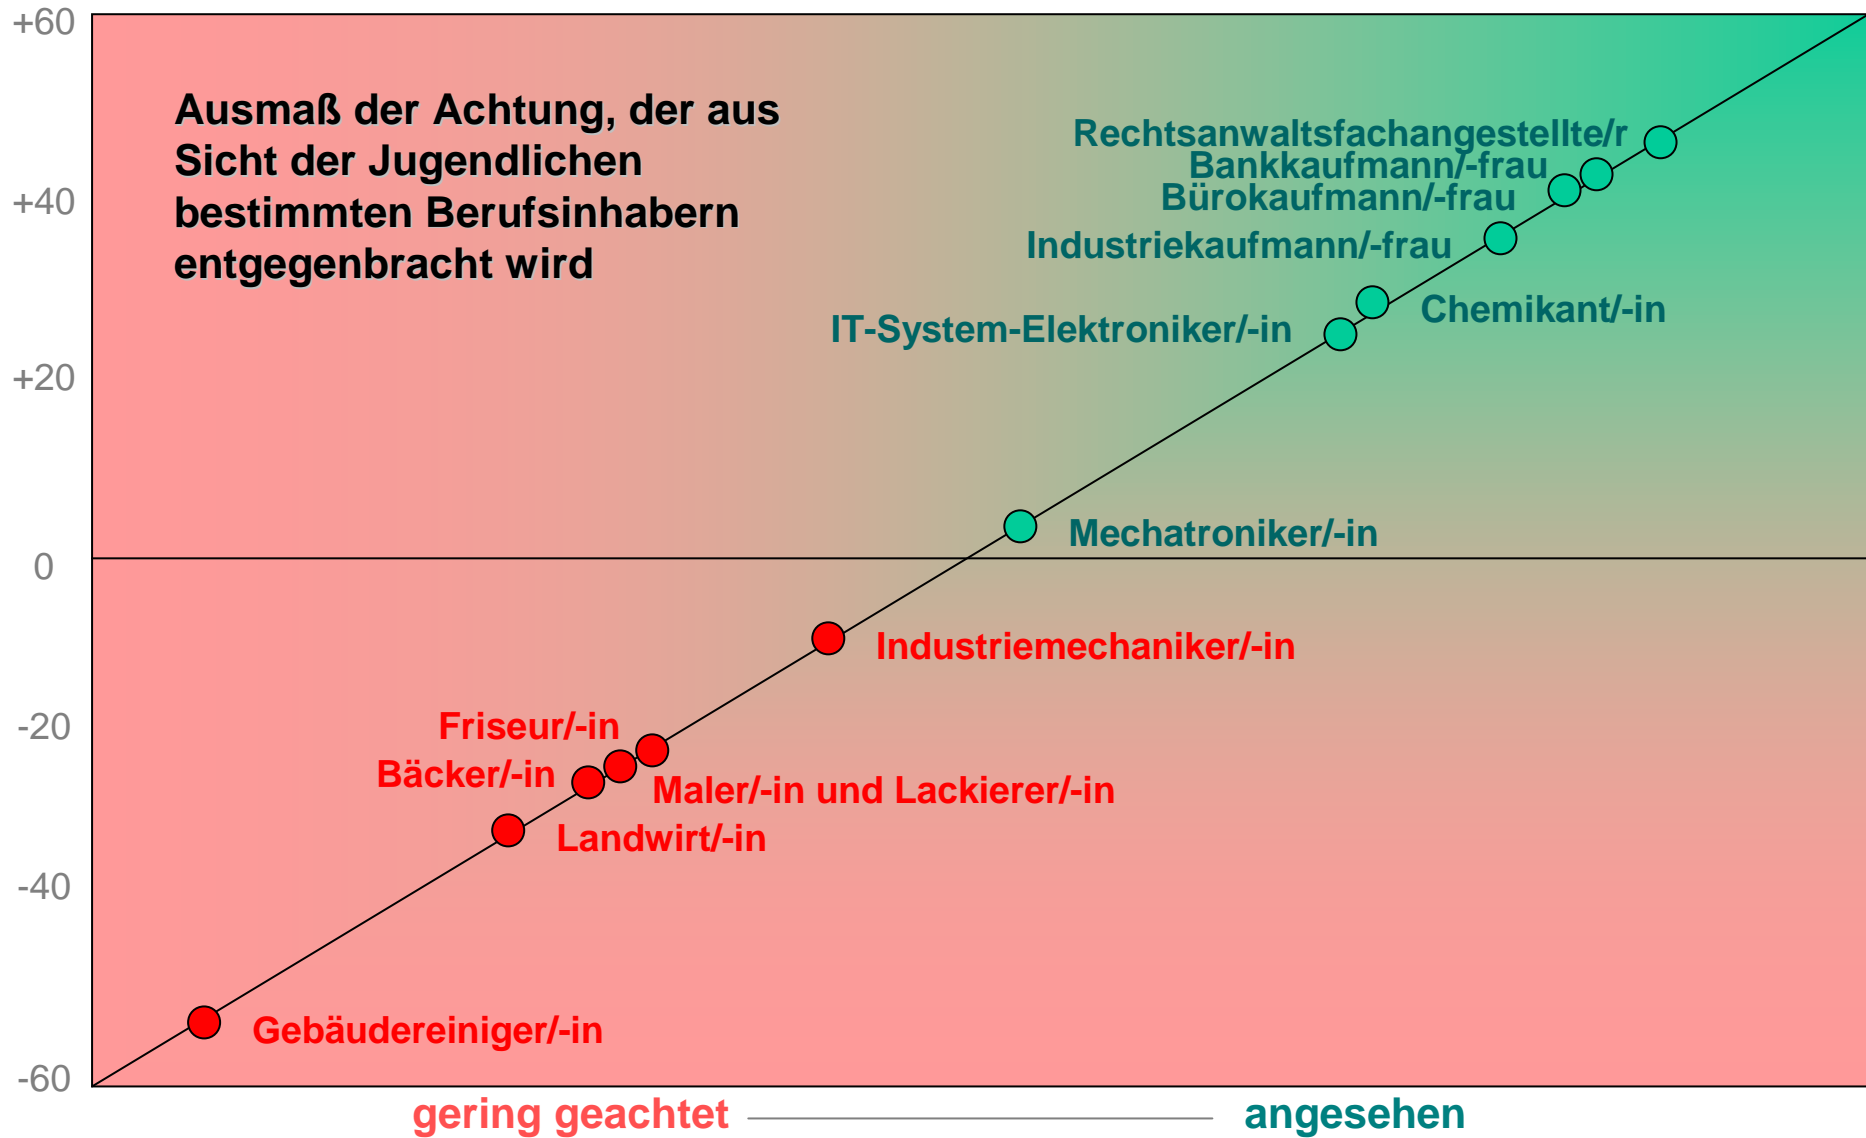 +60
Ausmaß der Achtung, der aus
Sicht der Jugendlichen
bestimmten Berufsinhabern
entgegenbracht wird
Rechtsanwaltsfachangestellte/r
Bankkaufmann/-frau
+40
Bürokaufmann/-frau
Industriekaufmann/-frau
Chemikant/-in
IT-System-Elektroniker/-in
+20
Mechatroniker/-in
0
Industriemechaniker/-in
-20
Friseur/-in
Bäcker/-in
Maler/-in und Lackierer/-in
Landwirt/-in
-40
Gebäudereiniger/-in
-60
gering geachtet
angesehen